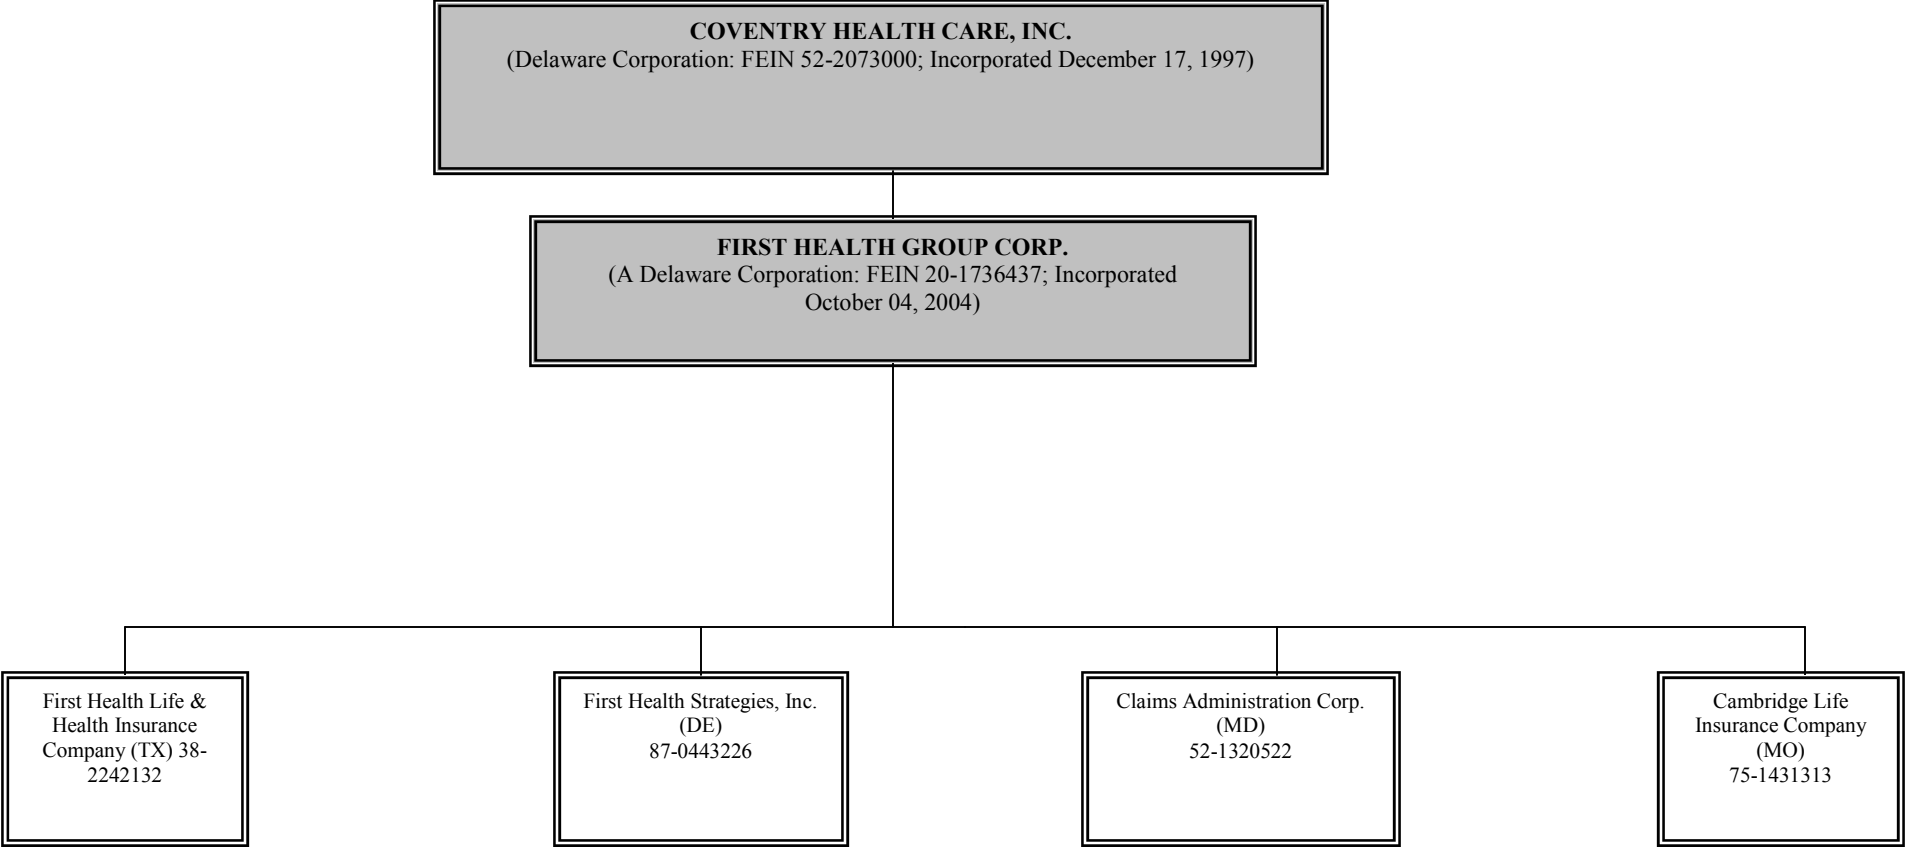 COVENTRY HEALTH CARE, INC.
(Delaware Corporation: FEIN 52-2073000; Incorporated December 17, 1997)
FIRST HEALTH GROUP CORP.
(A Delaware Corporation: FEIN 20-1736437; Incorporated
October 04, 2004)
First Health Life &
Health Insurance
Company (TX) 38-
2242132
First Health Strategies, Inc.
(DE)
87-0443226
Claims Administration Corp.
(MD)
52-1320522
Cambridge Life
Insurance Company
(MO)
75-1431313